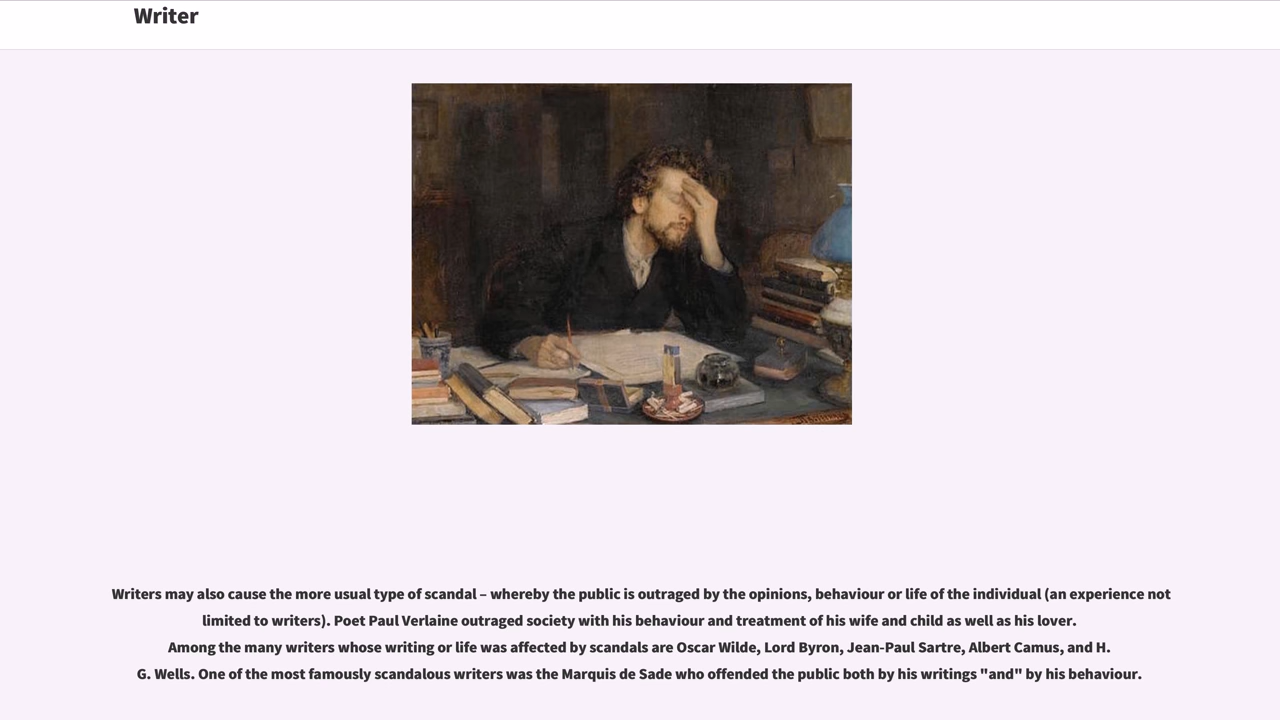 Writer
Writers may also cause the more usual type of scandal – whereby the public is outraged by the opinions, behaviour or life of the individual (an experience not
limited to writers). Poet Paul Verlaine outraged society with his behaviour and treatment of his wife and child as well as his lover.
Among the many writers whose writing or life was affected by scandals are Oscar Wilde, Lord Byron, Jean-Paul Sartre, Albert Camus, and H.
G. Wells. One of the most famously scandalous writers was the Marquis de Sade who offended the public both by his writings "and" by his behaviour.